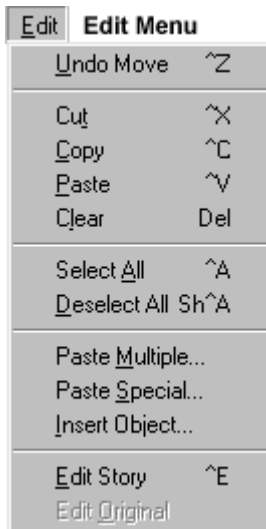 Edit Edit Menu
Undo Move ^Z
Cut ^X
Copy ^C
Paste ^V
Clear Del
Select All ^A
Deselect All Sh^A
Paste Multiple...
Paste Special...
Insert Object...
Edit Story ^E
Edit Original